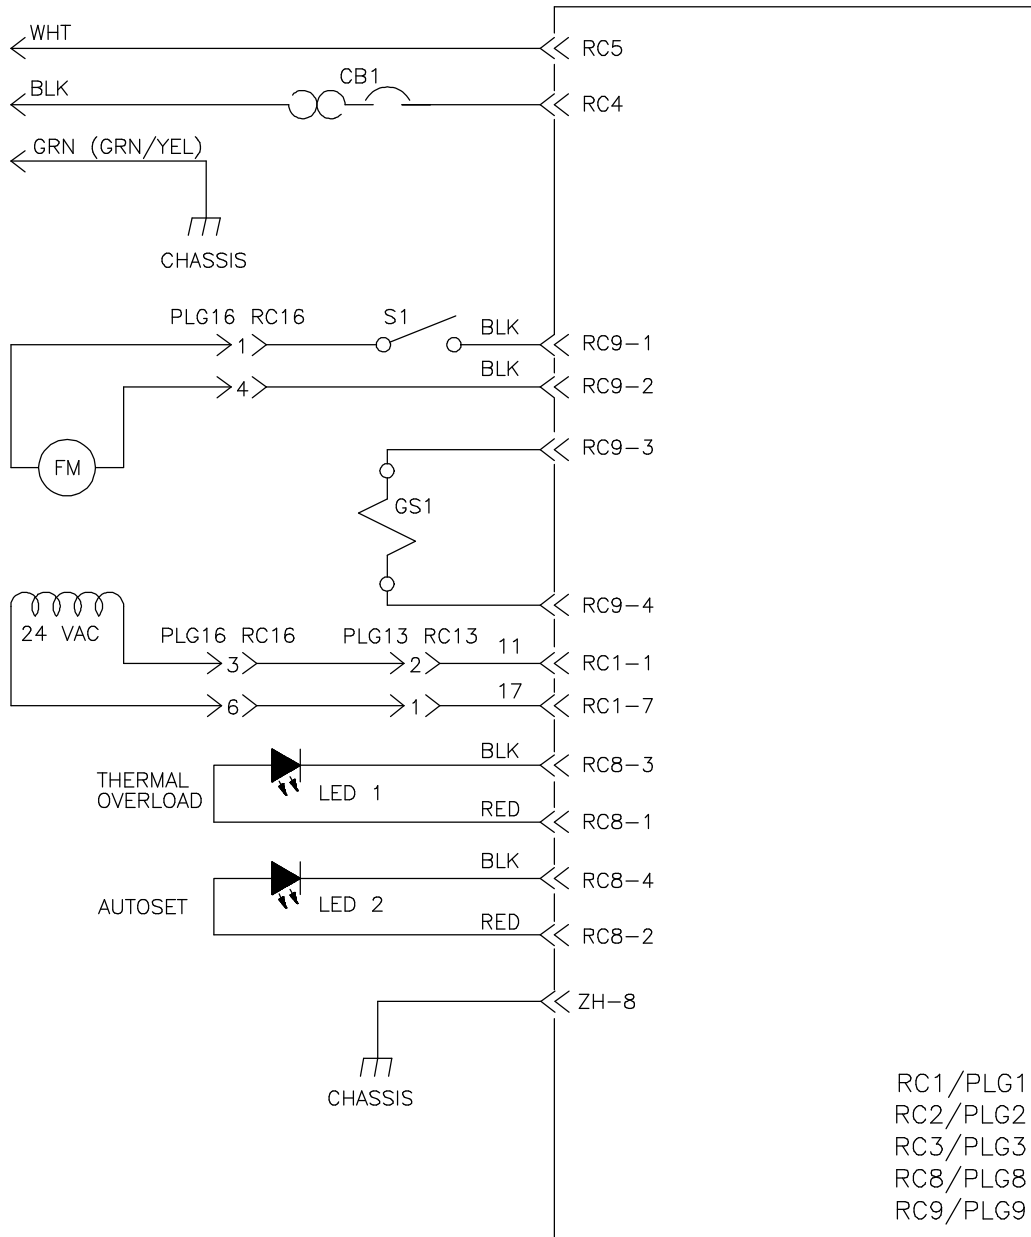 WHT
RC5
CB1
BLK
RC4
GRN (GRN/YEL)
CHASSIS
PLG16 RC16
S1
BLK
1
RC9-1
BLK
4
RC9-2
RC9-3
FM
GS1
RC9-4
24 VAC
PLG16 RC16
PLG13 RC13
11
3
2
RC1-1
17
6
1
RC1-7
BLK
RC8-3
THERMAL
OVERLOAD
LED 1
RED
RC8-1
BLK
RC8-4
AUTOSET
LED 2
RED
RC8-2
ZH-8
CHASSIS
RC1/PLG1
RC2/PLG2
RC3/PLG3
RC8/PLG8
RC9/PLG9